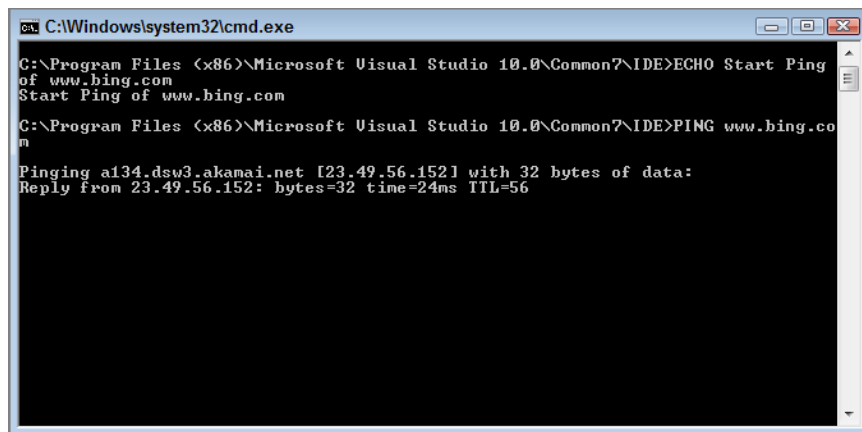 C:\Windows\system32\cmd.exe
C:\Program Files (x86)\Microsoft Visual Studio 10.0\Common7\IDE>ECHO Start Ping
of www.bing.com
Start Ping of www.bing.com
C:\Program Files (x86)\Microsoft Visual Studio 10.0\Common7\IDE>PING www.bing.co
m
Pinging a134.dsw3.akamai.net [23.49.56.152] with 32 bytes of data:
Reply from 23.49.56.152: bytes=32 time=24ms TTL=56